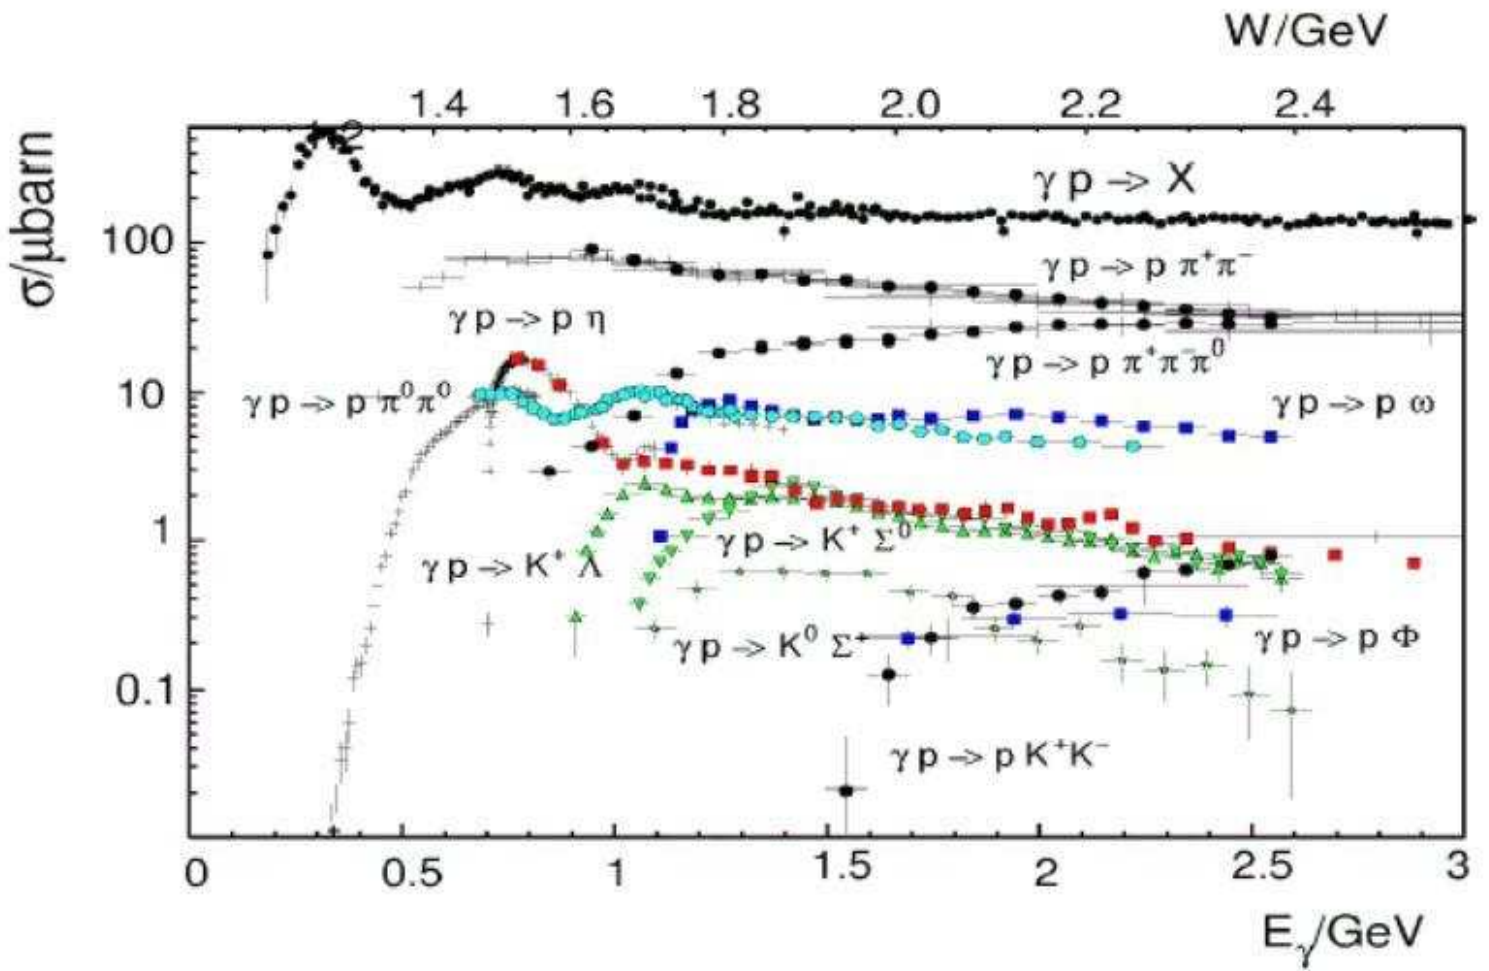 W/GeV
1.4 1.6 1.8 2.0 2.2 2.4
σ/μbarn
γ p → X
100
γ p → p π⁺π⁻
γ p → p η
γ p → p π⁺π⁻π⁰
10
γ p → p π⁰π⁰
γ p → p ω
1
γ p → K⁺ Σ⁰
γ p → K⁺ Λ
γ p → K⁰ Σ⁺
γ p → p Φ
0.1
γ p → p K⁺K⁻
0 0.5 1 1.5 2 2.5 3
E_γ/GeV